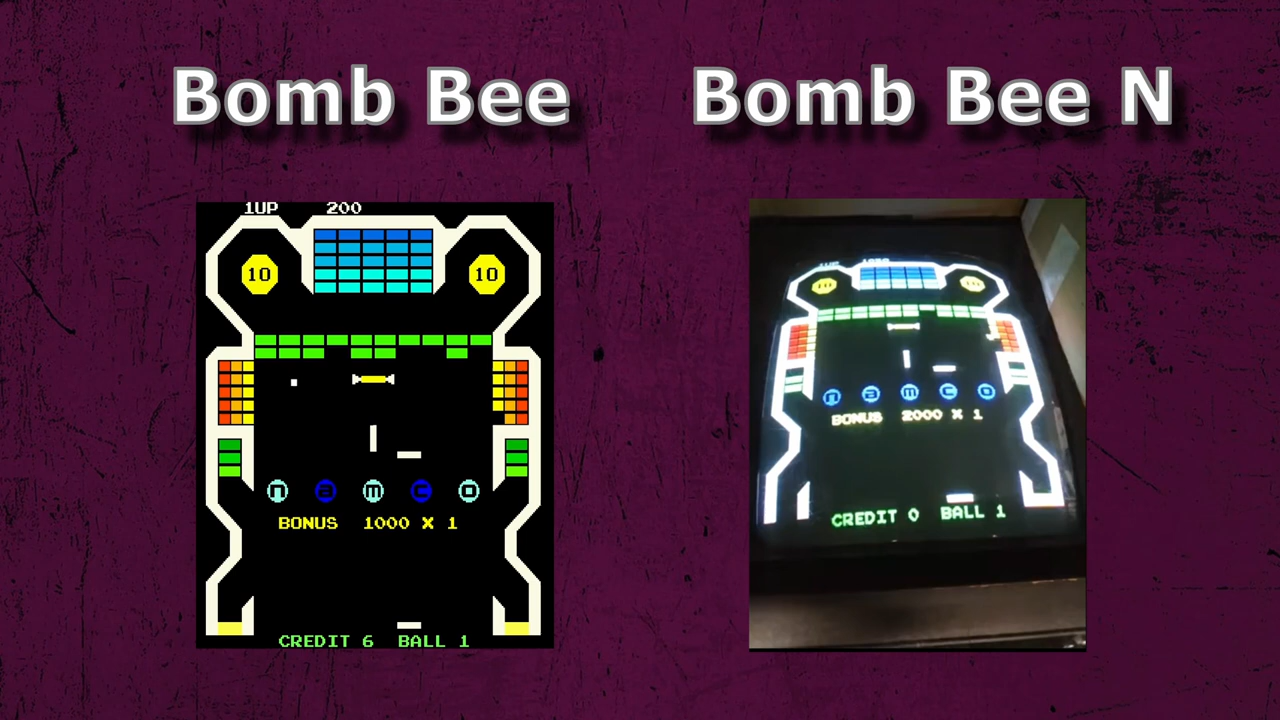 Bomb Bee
Bomb Bee N
1UP 200
10
10
n a m c o
BONUS 1000 X 1
CREDIT 6 BALL 1
n a m c o
BONUS 2000 X 1
CREDIT 0 BALL 1